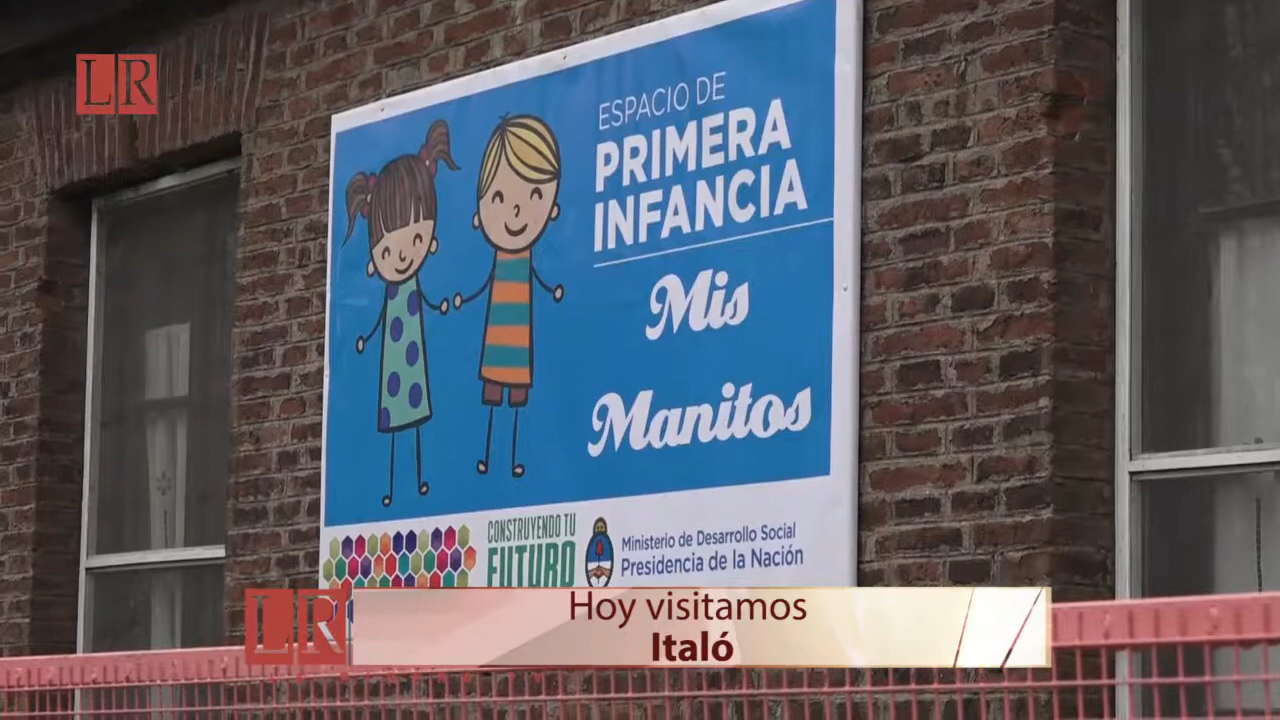 LR
ESPACIO DE
PRIMERA
INFANCIA
Mis
Manitos
CONSTRUYENDO TU
FUTURO
Ministerio de Desarrollo Social
Presidencia de la Nación
LR
Hoy visitamos
Italó